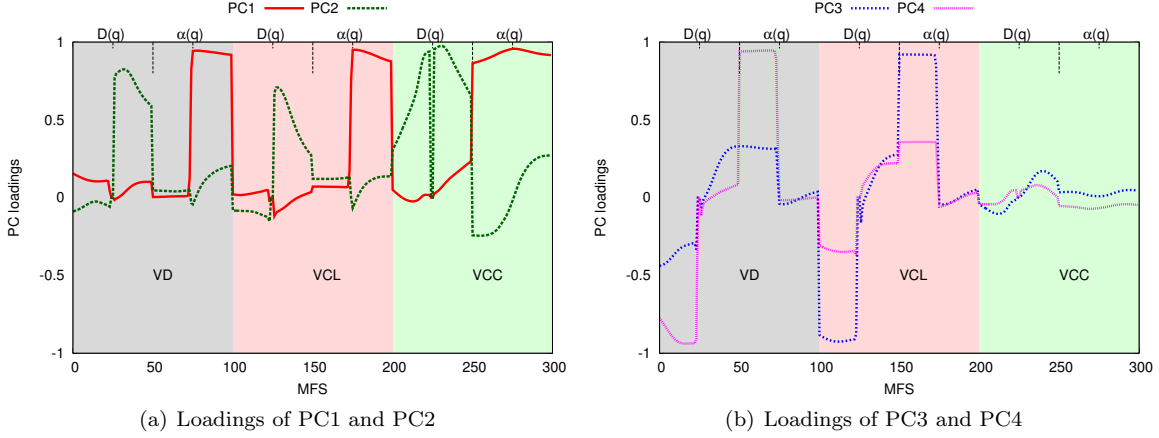 PC1 PC2
D(q) α(q) D(q) α(q) D(q) α(q)
1
0.5
0
-0.5
-1
PC loadings
VD VCL VCC
0 50 100 150 200 250 300
MFS
(a) Loadings of PC1 and PC2
PC3 PC4
D(q) α(q) D(q) α(q) D(q) α(q)
1
0.5
0
-0.5
-1
PC loadings
VD VCL VCC
0 50 100 150 200 250 300
MFS
(b) Loadings of PC3 and PC4